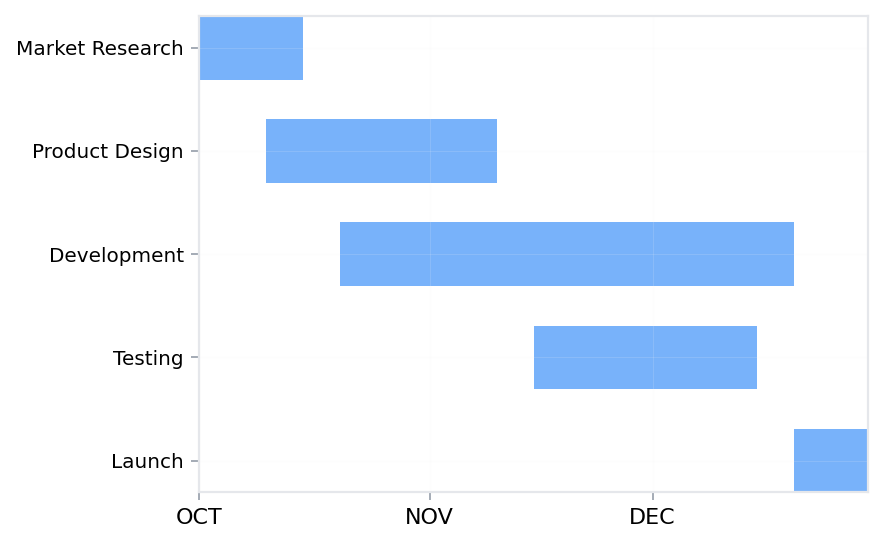 Market Research
Product Design
Development
Testing
Launch
OCT NOV DEC